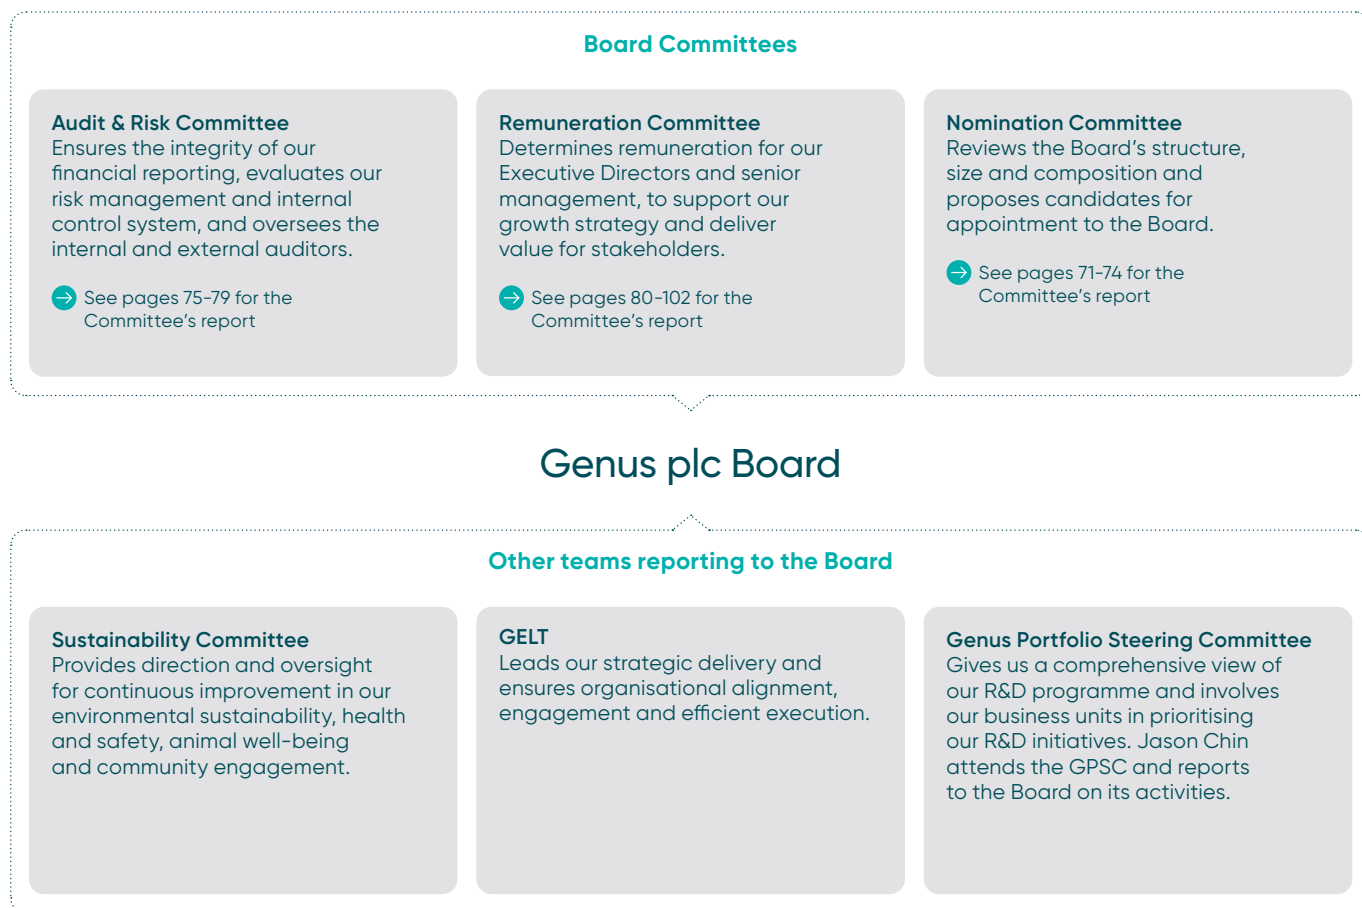 Board Committees
Audit & Risk Committee
Ensures the integrity of our
financial reporting, evaluates our
risk management and internal
control system, and oversees the
internal and external auditors.
See pages 75-79 for the
Committee's report
Remuneration Committee
Determines remuneration for our
Executive Directors and senior
management, to support our
growth strategy and deliver
value for stakeholders.
See pages 80-102 for the
Committee's report
Nomination Committee
Reviews the Board's structure,
size and composition and
proposes candidates for
appointment to the Board.
See pages 71-74 for the
Committee's report
Genus plc Board
Other teams reporting to the Board
Sustainability Committee
Provides direction and oversight
for continuous improvement in our
environmental sustainability, health
and safety, animal well-being
and community engagement.
GELT
Leads our strategic delivery and
ensures organisational alignment,
engagement and efficient execution.
Genus Portfolio Steering Committee
Gives us a comprehensive view of
our R&D programme and involves
our business units in prioritising
our R&D initiatives. Jason Chin
attends the GPSC and reports
to the Board on its activities.